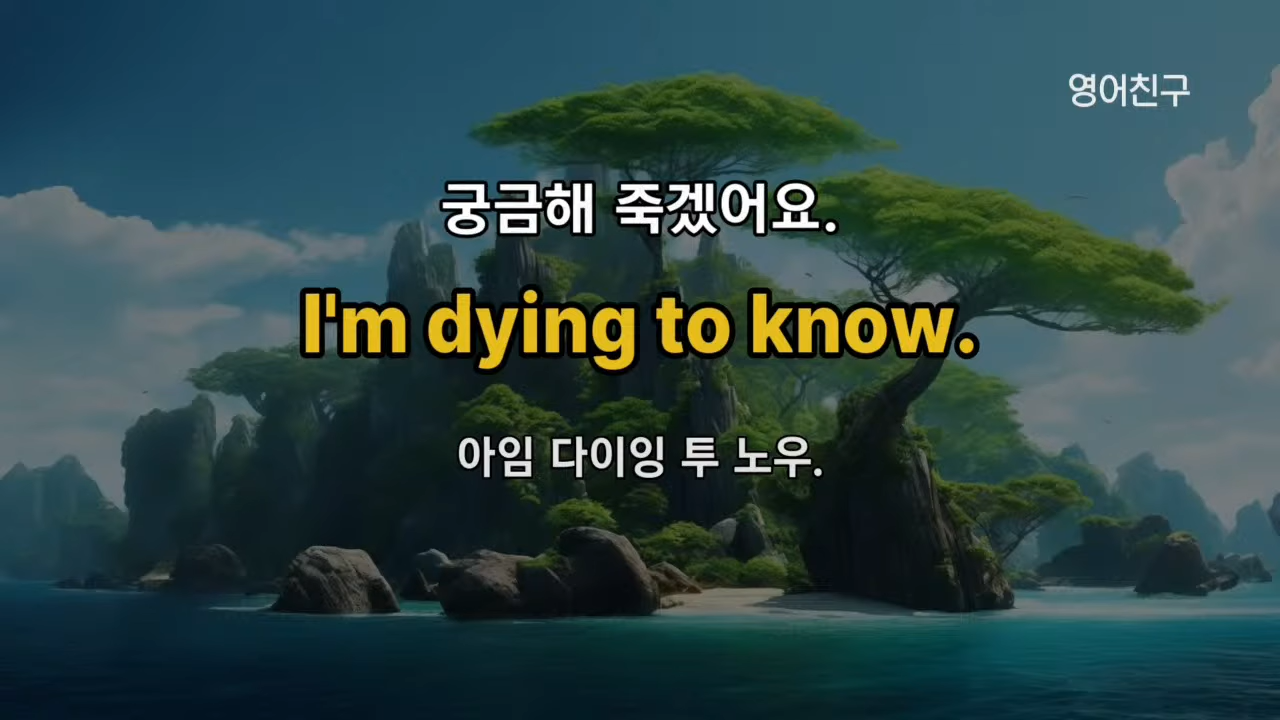 영어친구
궁금해 죽겠어요.
I'm dying to know.
아임 다이잉 투 노우.